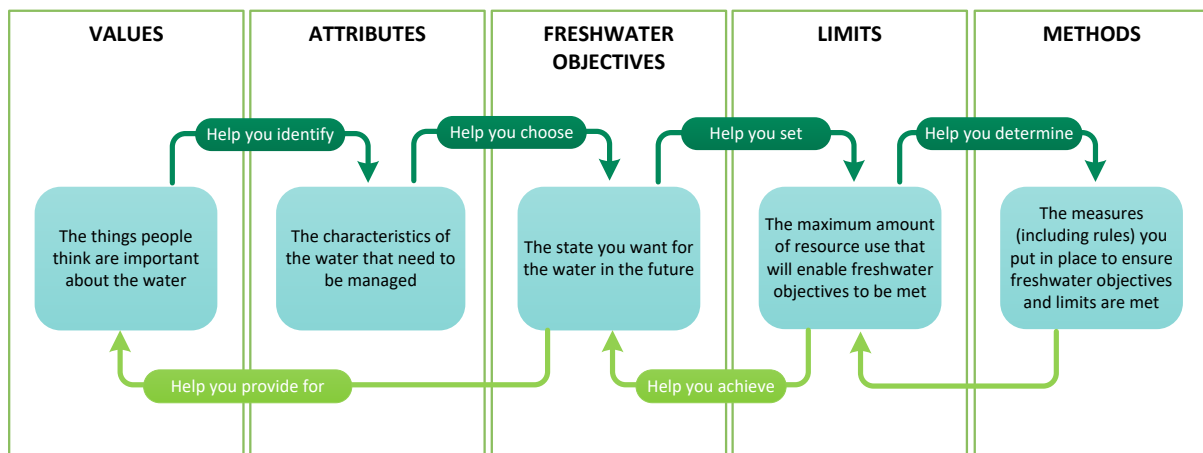 VALUES
ATTRIBUTES
FRESHWATER
OBJECTIVES
LIMITS
METHODS
Help you identify
Help you choose
Help you set
Help you determine
The things people
think are important
about the water
The characteristics of
the water that need to
be managed
The state you want for
the water in the future
The maximum amount
of resource use that
will enable freshwater
objectives to be met
The measures
(including rules) you
put in place to ensure
freshwater objectives
and limits are met
Help you provide for
Help you achieve